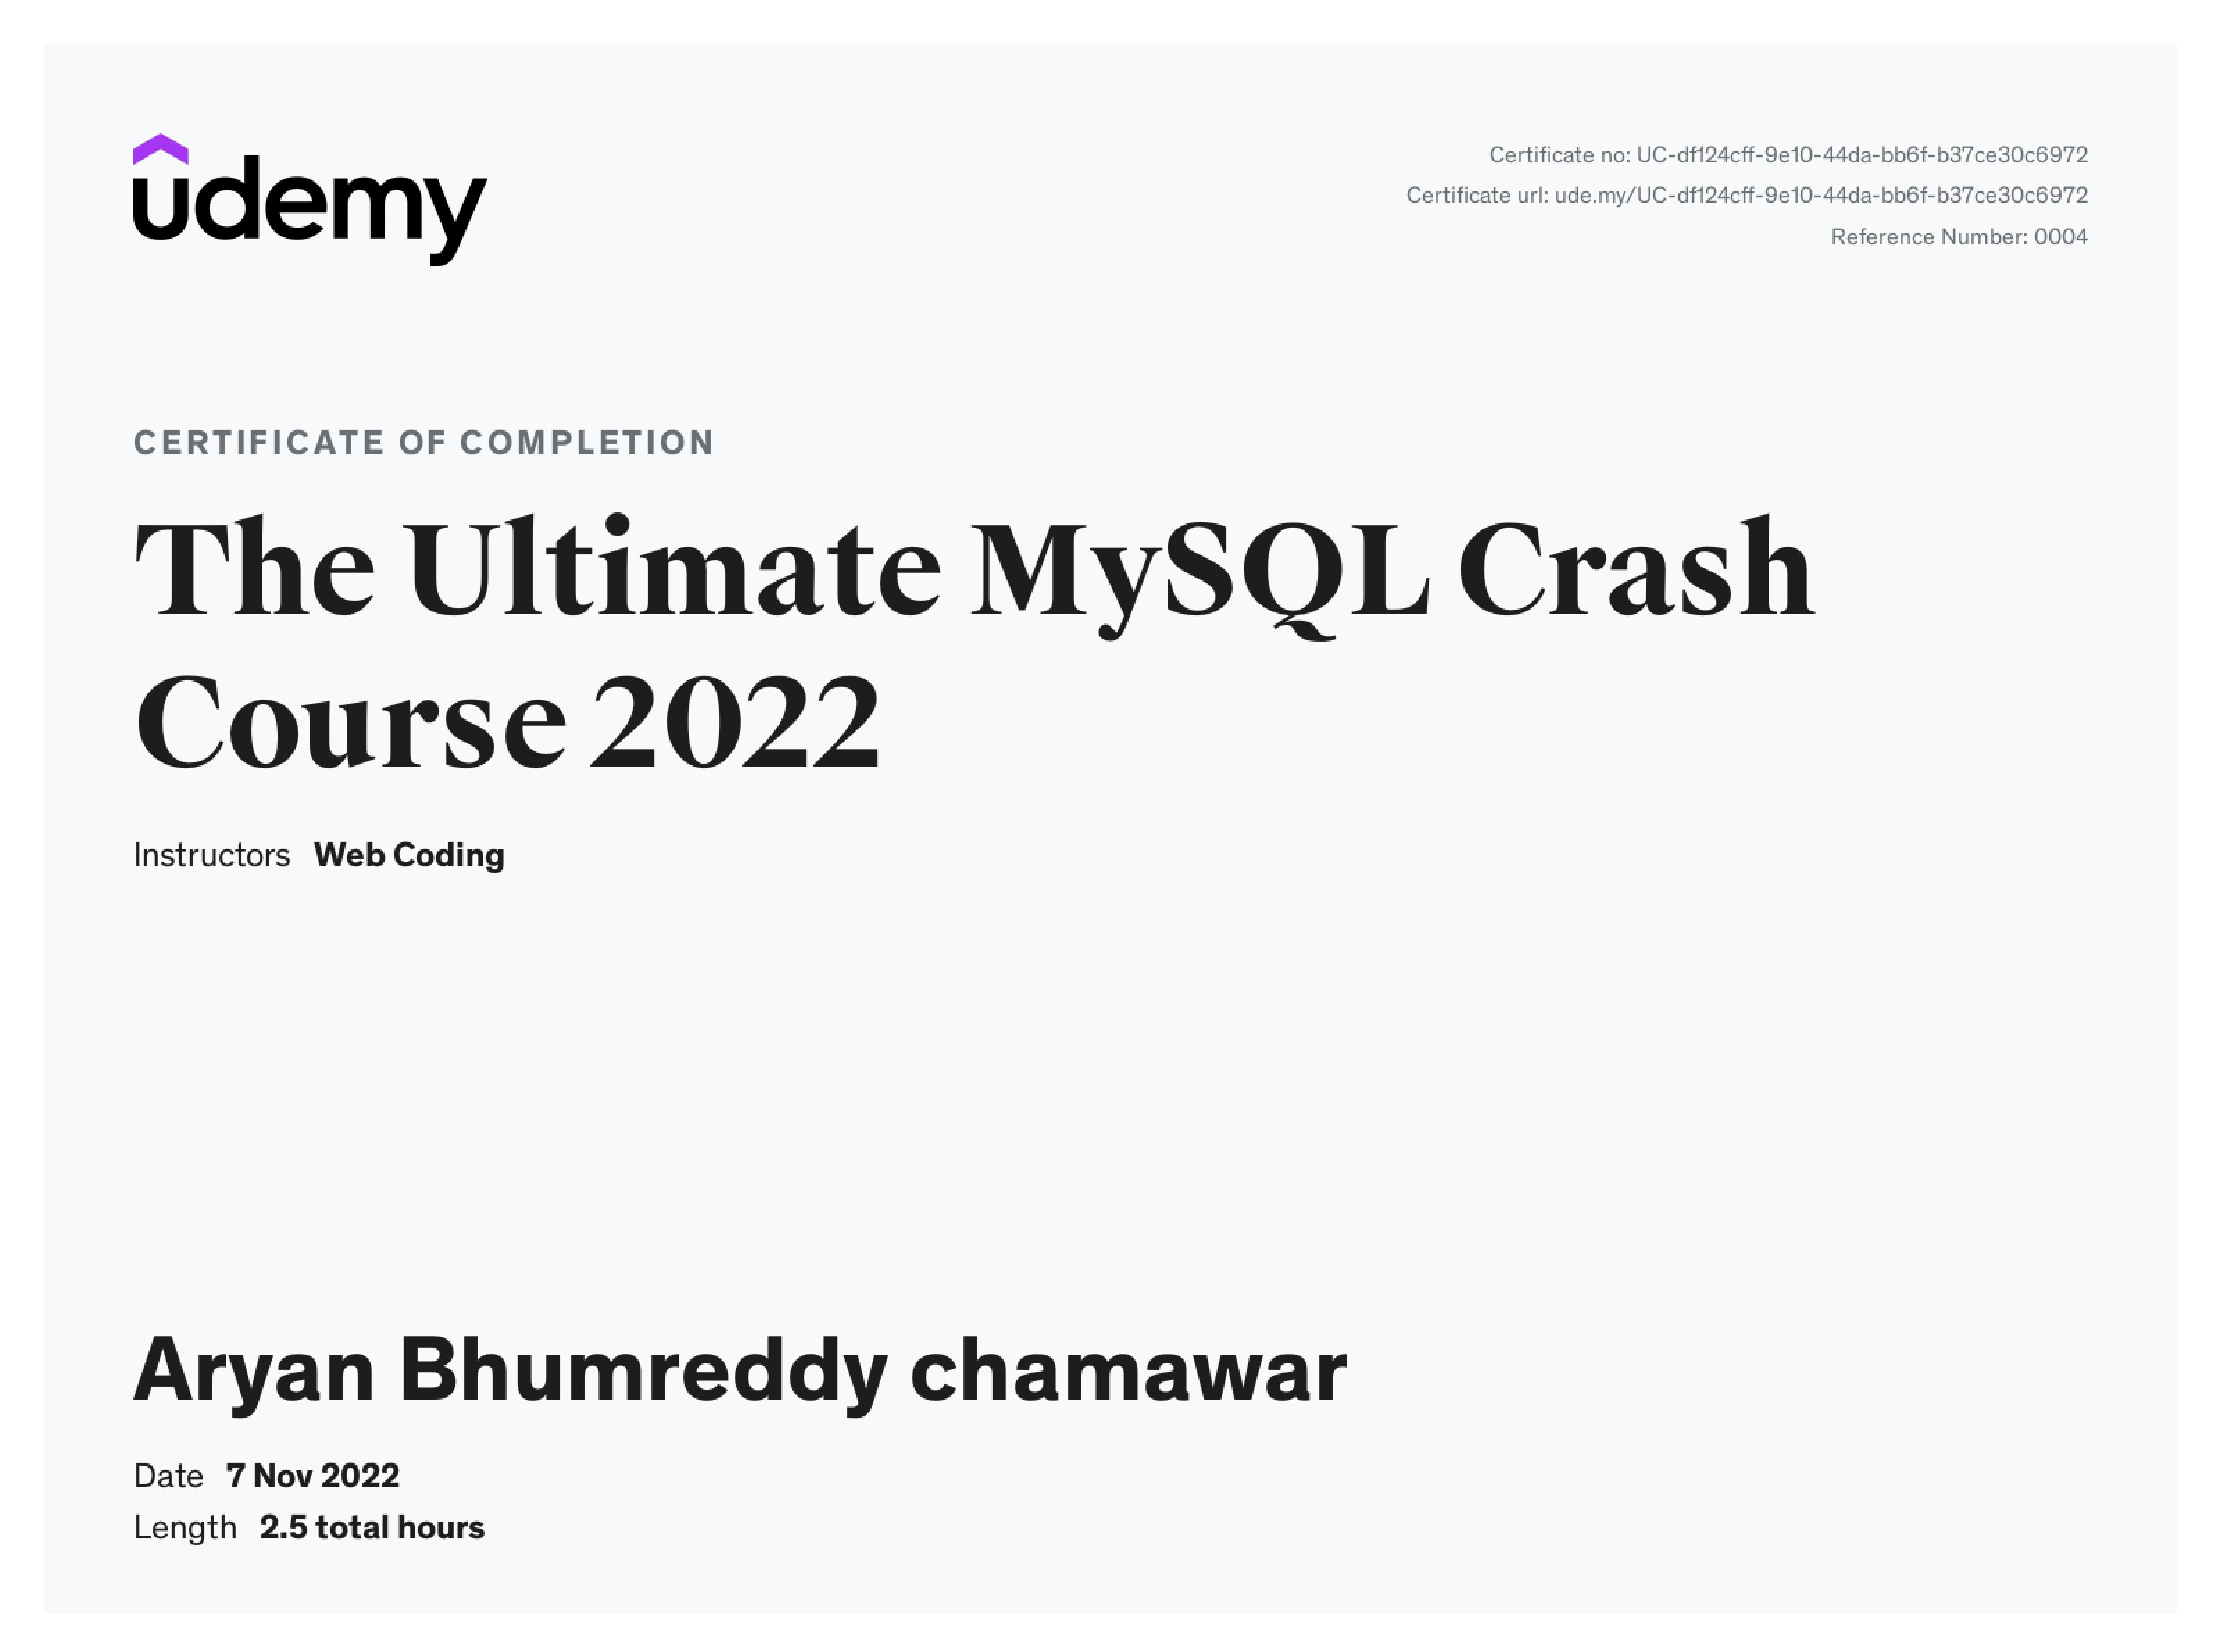 udemy
Certificate no: UC-df124cff-9e10-44da-bb6f-b37ce30c6972
Certificate url: ude.my/UC-df124cff-9e10-44da-bb6f-b37ce30c6972
Reference Number: 0004
CERTIFICATE OF COMPLETION
The Ultimate MySQL Crash
Course 2022
Instructors Web Coding
Aryan Bhumreddy chamawar
Date 7 Nov 2022
Length 2.5 total hours